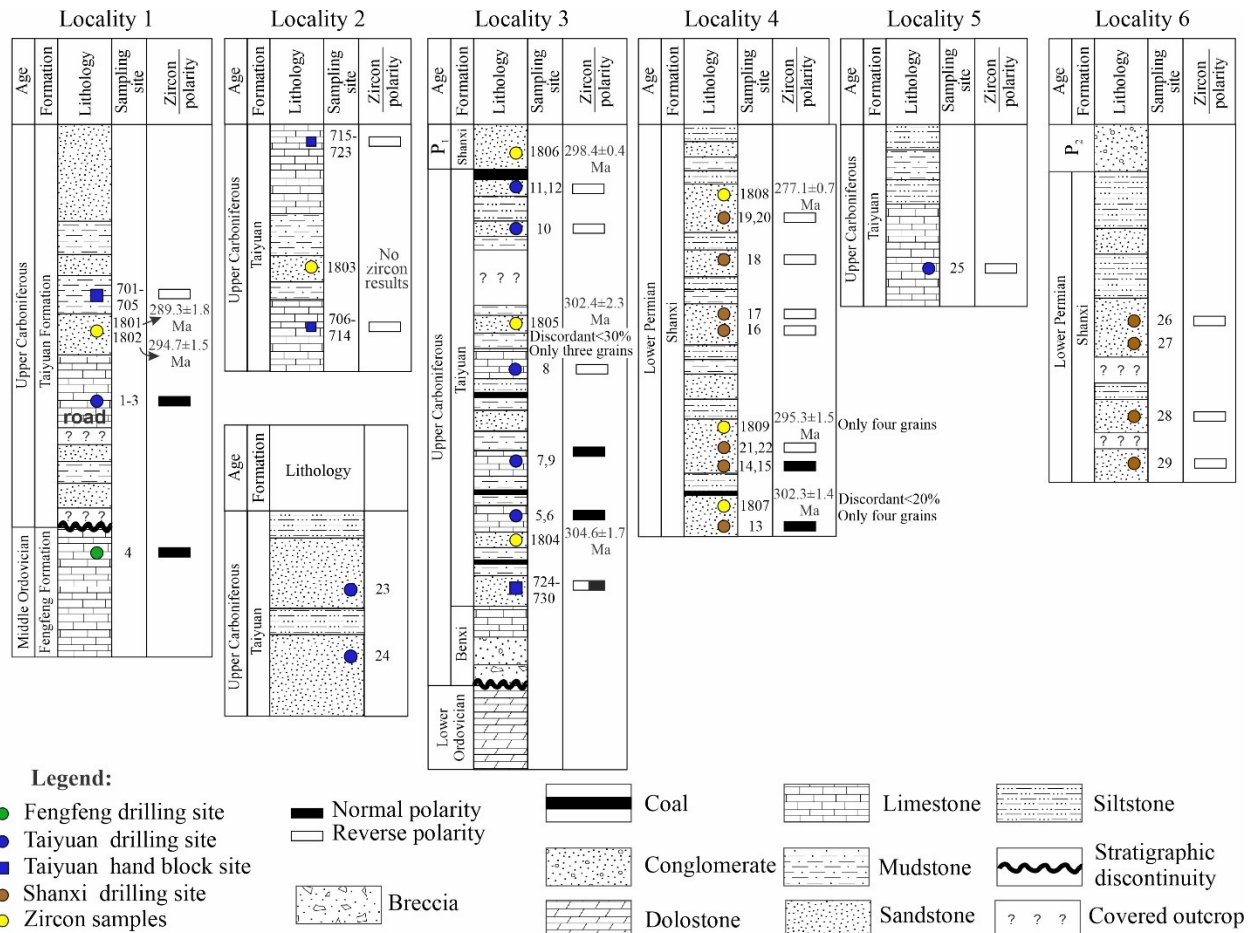 Locality 1
Age
Formation
Lithology
Sampling site
Zircon polarity
Upper Carboniferous
Taiyuan Formation
701-
705
289.3±1.8
Ma
1801
1802
294.7±1.5
Ma
1-3
road
? ? ?
? ? ?
Middle Ordovician
Fengfeng Formation
4
Locality 2
Age
Formation
Lithology
Sampling site
Zircon polarity
Upper Carboniferous
Taiyuan
715-
723
1803
No
zircon
results
706-
714
Age
Formation
Lithology
Upper Carboniferous
Taiyuan
23
24
Locality 3
Age
Formation
Lithology
Sampling site
Zircon polarity
P1
Shanxi
1806
298.4±0.4
Ma
Upper Carboniferous
Taiyuan
11,12
10
? ? ?
302.4±2.3
Ma
1805
Discordant<30%
Only three grains
8
7,9
5,6
1804
304.6±1.7
Ma
724-
730
Benxi
Lower
Ordovician
Locality 4
Age
Formation
Lithology
Sampling site
Zircon polarity
Lower Permian
Shanxi
1808
277.1±0.7
Ma
19,20
18
17
16
1809
295.3±1.5
Ma
Only four grains
21,22
14,15
1807
302.3±1.4
Ma
Discordant<20%
Only four grains
13
Locality 5
Age
Formation
Lithology
Sampling site
Zircon polarity
Upper Carboniferous
Taiyuan
25
Locality 6
Age
Formation
Lithology
Sampling site
Zircon polarity
P2
Lower Permian
Shanxi
26
27
? ? ?
28
? ? ?
29
Legend:
Fengfeng drilling site
Taiyuan drilling site
Taiyuan hand block site
Shanxi drilling site
Zircon samples
Normal polarity
Reverse polarity
Breccia
Coal
Conglomerate
Dolostone
Limestone
Mudstone
Sandstone
Siltstone
Stratigraphic
discontinuity
? ? ?
Covered outcrop